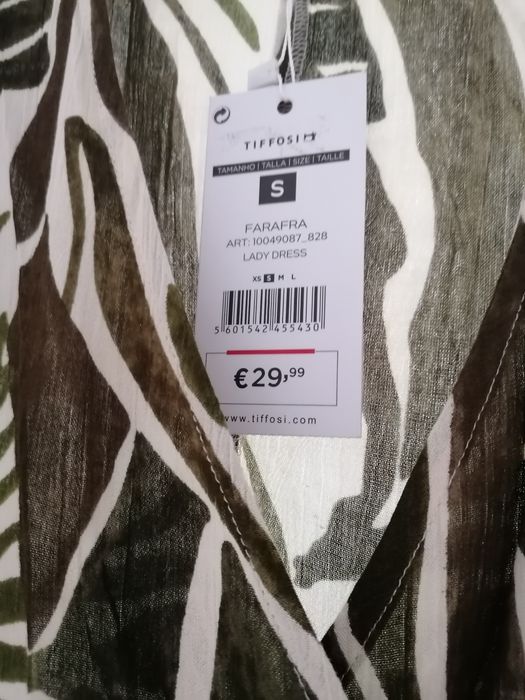 TIFFOSI
TAMANHO | TALLA | SIZE | TAILLE
S
FARAFRA
ART: 10049087_828
LADY DRESS
XS S M L
5 601542 455430
€29,99
www.tiffosi.com